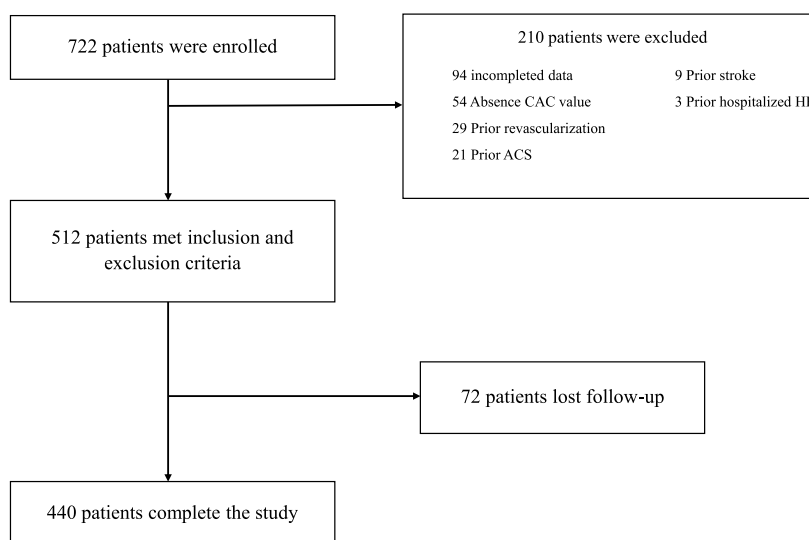 722 patients were enrolled
210 patients were excluded
94 incompleted data
9 Prior stroke
54 Absence CAC value
3 Prior hospitalized
29 Prior revascularization
21 Prior ACS
512 patients met inclusion and
exclusion criteria
72 patients lost follow-up
440 patients complete the study